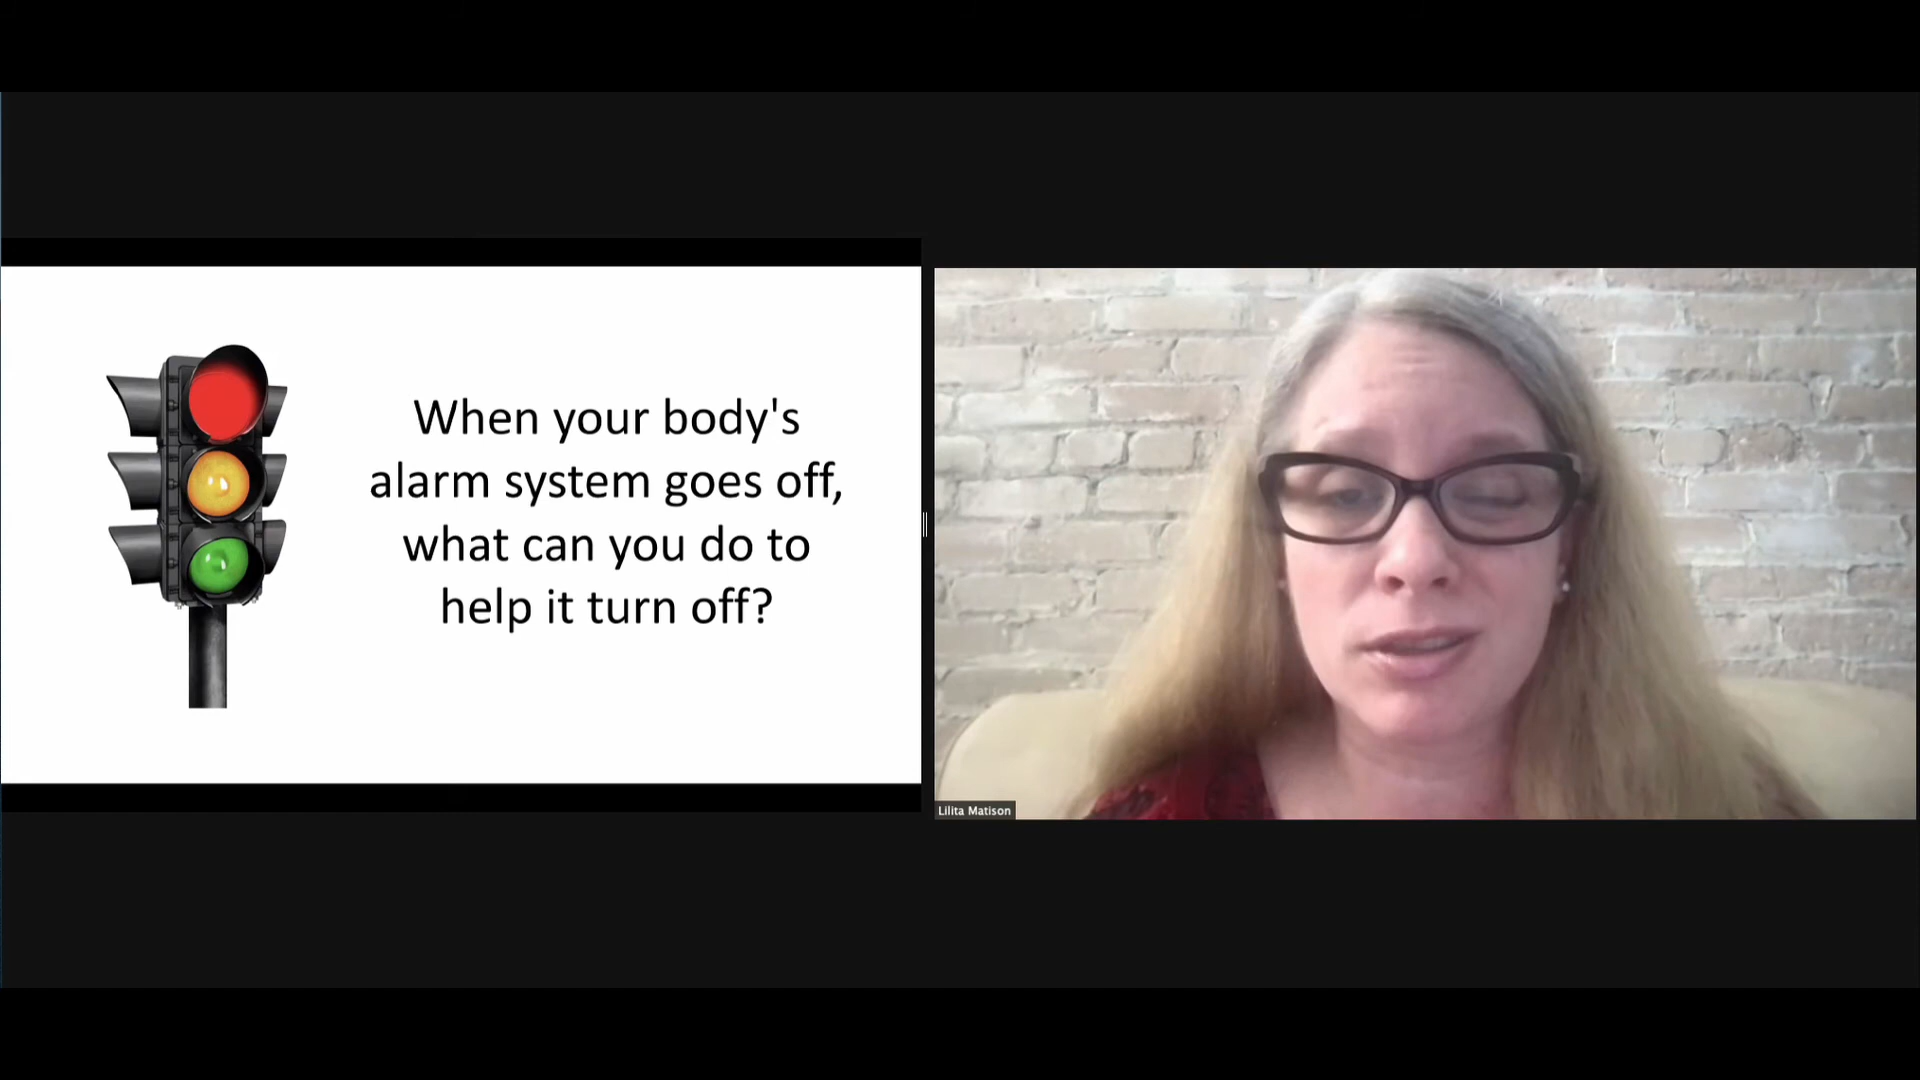 When your body's
alarm system goes off,
what can you do to
help it turn off?
Lilita Matison